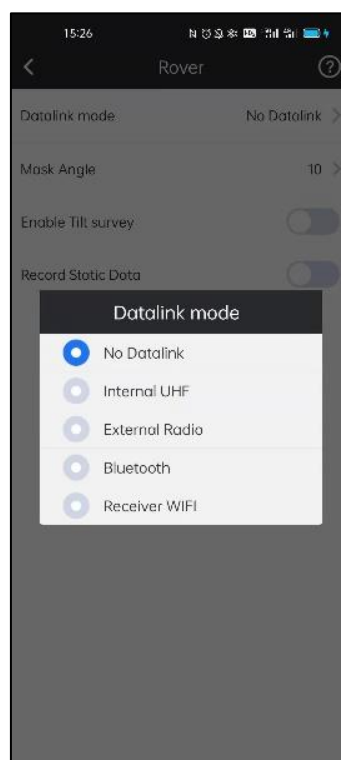 15:26
Rover
Datalink mode No Datalink
Mask Angle 10
Enable Tilt survey
Record Static Data
Datalink mode
No Datalink
Internal UHF
External Radio
Bluetooth
Receiver WIFI